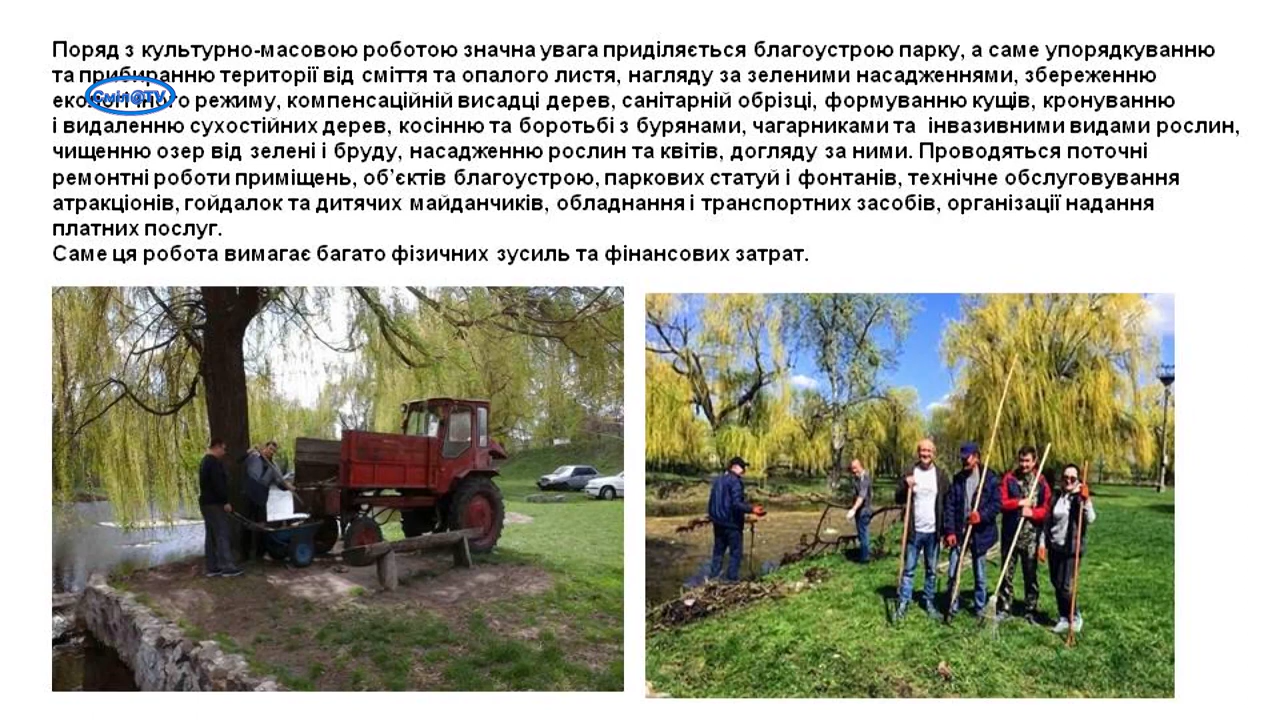 Поряд з культурно-масовою роботою значна увага приділяється благоустрою парку, а саме упорядкуванню
та прибиранню території від сміття та опалого листя, нагляду за зеленими насадженнями, збереженню
екологічного режиму, компенсаційній висадці дерев, санітарній обрізці, формуванню кущів, кронуванню
Сміл@TV
і видаленню сухостійних дерев, косінню та боротьбі з бурянами, чагарниками та інвазивними видами рослин,
чищенню озер від зелені і бруду, насадженню рослин та квітів, догляду за ними. Проводяться поточні
ремонтні роботи приміщень, об’єктів благоустрою, паркових статуй і фонтанів, технічне обслуговування
атракціонів, гойдалок та дитячих майданчиків, обладнання і транспортних засобів, організації надання
платних послуг.
Саме ця робота вимагає багато фізичних зусиль та фінансових затрат.